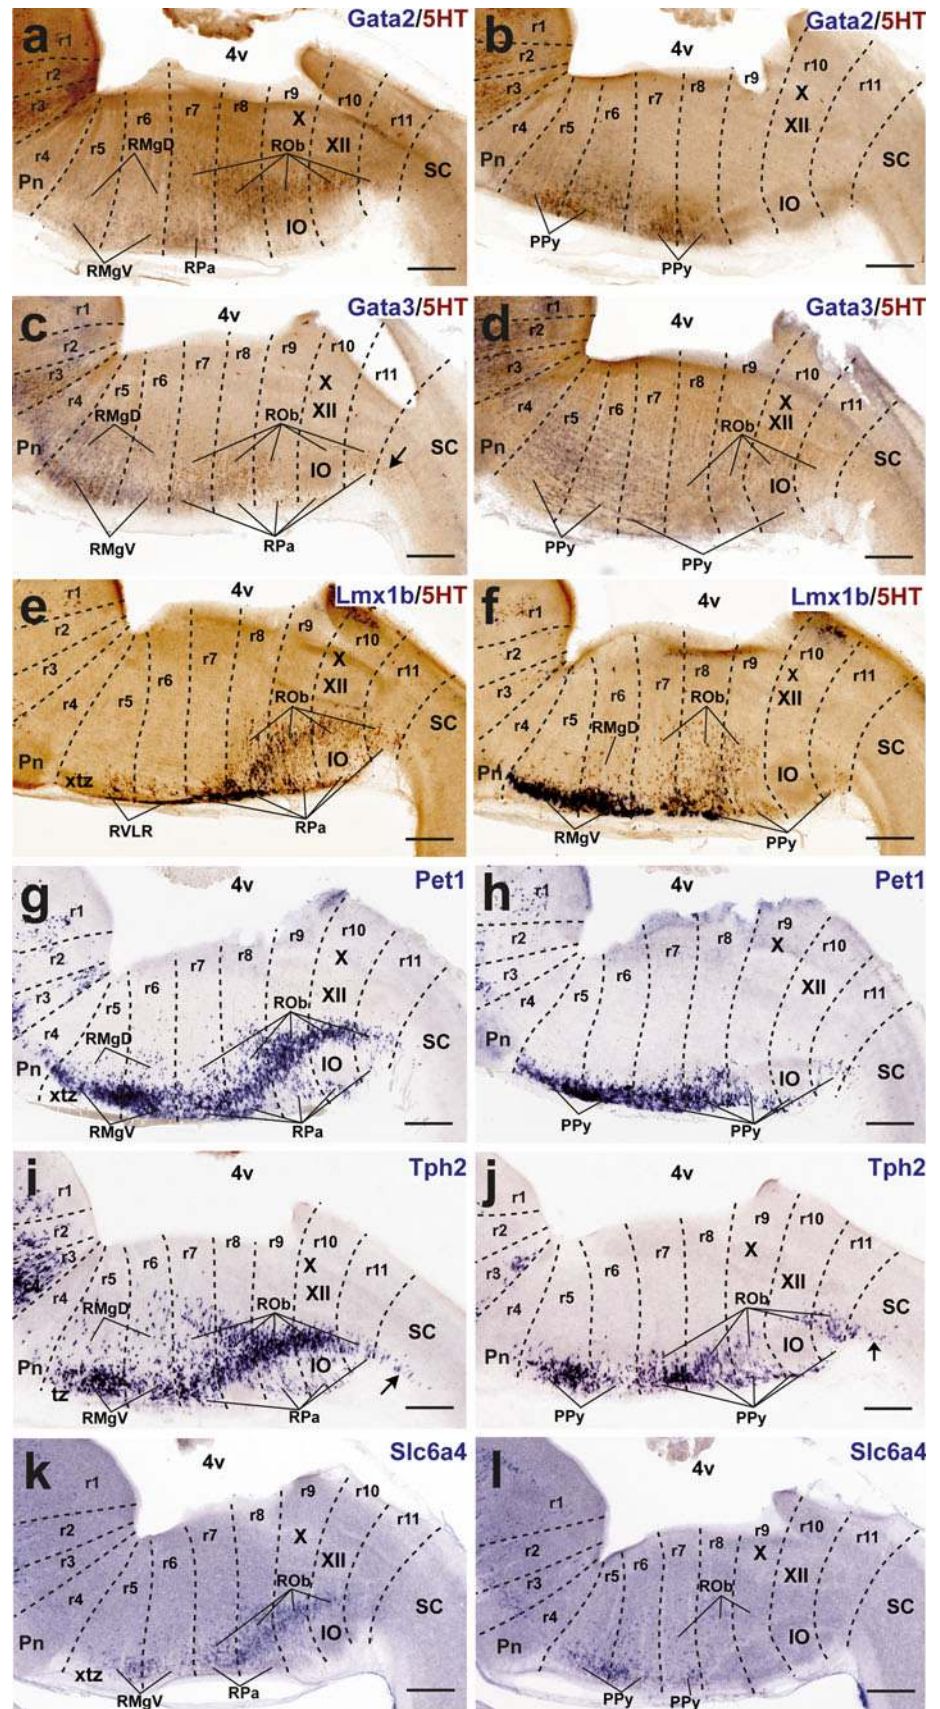 a Gata2/5HT
4v
r1
r2
r3
r4
r5
r6
r7
r8
r9
r10
r11
X
XII
RMgD
ROb
Pn
SC
IO
RMgV
RPa
b Gata2/5HT
4v
r1
r2
r3
r4
r5
r6
r7
r8
r9
r10
r11
X
XII
Pn
SC
IO
PPy
PPy
c Gata3/5HT
4v
r1
r2
r3
r4
r5
r6
r7
r8
r9
r10
r11
X
XII
RMgD
ROb
Pn
SC
IO
RMgV
RPa
d Gata3/5HT
4v
r1
r2
r3
r4
r5
r6
r7
r8
r9
r10
r11
X
XII
ROb
Pn
SC
IO
PPy
PPy
e Lmx1b/5HT
4v
r1
r2
r3
r4
r5
r6
r7
r8
r9
r10
r11
X
XII
ROb
Pn
SC
IO
xtz
RVLR
RPa
f Lmx1b/5HT
4v
r1
r2
r3
r4
r5
r6
r7
r8
r9
r10
r11
X
XII
RMgD
ROb
Pn
SC
IO
RMgV
PPy
g Pet1
4v
r1
r2
r3
r4
r5
r6
r7
r8
r9
r10
r11
X
XII
RMgD
ROb
Pn
SC
IO
xtz
RMgV
RPa
h Pet1
4v
r1
r2
r3
r4
r5
r6
r7
r8
r9
r10
r11
X
XII
Pn
SC
IO
PPy
PPy
i Tph2
4v
r1
r2
r3
r4
r4
r5
r6
r7
r8
r9
r10
r11
X
XII
RMgD
ROb
Pn
SC
IO
tz
RMgV
RPa
j Tph2
4v
r1
r2
r3
r4
r5
r6
r7
r8
r9
r10
r11
X
XII
ROb
Pn
SC
IO
PPy
PPy
k Slc6a4
4v
r1
r2
r3
r4
r5
r6
r7
r8
r9
r10
r11
X
XII
ROb
Pn
SC
IO
xtz
RMgV
RPa
l Slc6a4
4v
r1
r2
r3
r4
r5
r6
r7
r8
r9
r10
r11
X
XII
ROb
Pn
SC
IO
PPy
PPy